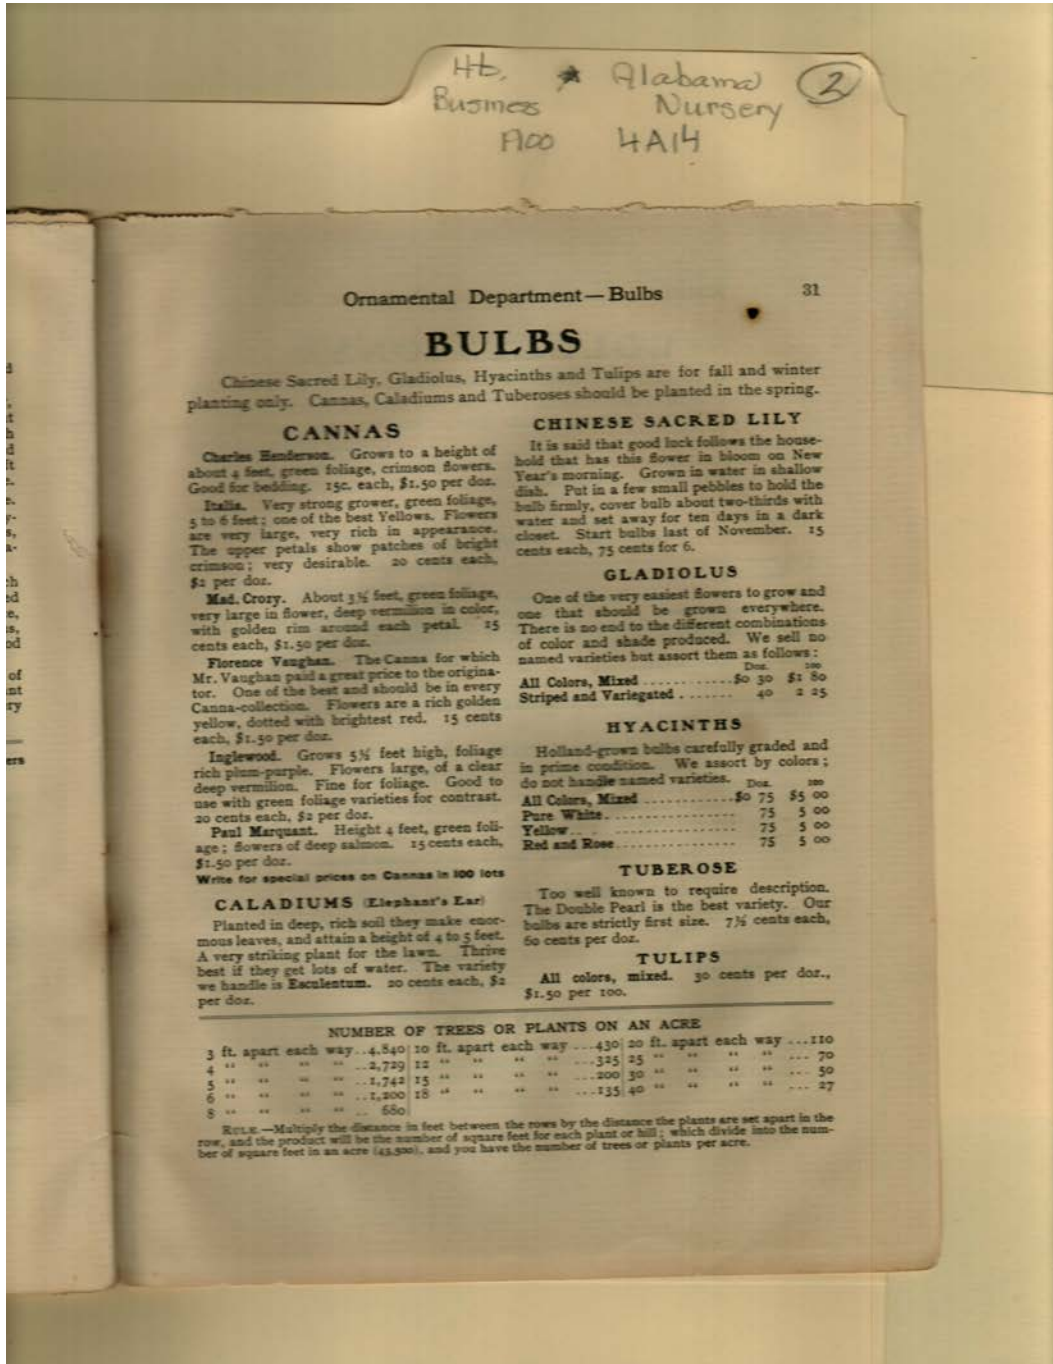 Hb. * Alabama 2
Business Nursery
A00 4A14
Ornamental Department—Bulbs 31
BULBS
Chinese Sacred Lily, Gladiolus, Hyacinths and Tulips are for fall and winter
planting only. Cannas, Caladiums and Tuberoses should be planted in the spring.
CANNAS
Charles Henderson. Grows to a height of
about 4 feet, green foliage, crimson flowers.
Good for bedding. 15c. each, $1.50 per doz.
Italia. Very strong grower, green foliage,
5 to 6 feet; one of the best Yellows. Flowers
are very large, very rich in appearance.
The upper petals show patches of bright
crimson; very desirable. 20 cents each,
$2 per doz.
Mad. Crozy. About 3½ feet, green foliage,
very large in flower, deep vermilion in color,
with golden rim around each petal. 15
cents each, $1.50 per doz.
Florence Vaughan. The Canna for which
Mr. Vaughan paid a great price to the origina-
tor. One of the best and should be in every
Canna-collection. Flowers are a rich golden
yellow, dotted with brightest red. 15 cents
each, $1.50 per doz.
Inglewood. Grows 5½ feet high, foliage
rich plum-purple. Flowers large, of a clear
deep vermilion. Fine for foliage. Good to
use with green foliage varieties for contrast.
20 cents each, $2 per doz.
Paul Marquant. Height 4 feet, green foli-
age; flowers of deep salmon. 15 cents each,
$1.50 per doz.
Write for special prices on Cannas in 100 lots
CALADIUMS (Elephant's Ear)
Planted in deep, rich soil they make enor-
mous leaves, and attain a height of 4 to 5 feet.
A very striking plant for the lawn. Thrive
best if they get lots of water. The variety
we handle is Esculentum. 20 cents each, $2
per doz.
CHINESE SACRED LILY
It is said that good luck follows the house-
hold that has this flower in bloom on New
Year's morning. Grown in water in shallow
dish. Put in a few small pebbles to hold the
bulb firmly, cover bulb about two-thirds with
water and set away for ten days in a dark
closet. Start bulbs last of November. 15
cents each, 75 cents for 6.
GLADIOLUS
One of the very easiest flowers to grow and
one that should be grown everywhere.
There is no end to the different combinations
of color and shade produced. We sell no
named varieties but assort them as follows:
Doz. 100
All Colors, Mixed ........... $0 30 $1 80
Striped and Variegated ....... 40 2 25
HYACINTHS
Holland-grown bulbs carefully graded and
in prime condition. We assort by colors;
do not handle named varieties. Doz. 100
All Colors, Mixed ........... $0 75 $5 00
Pure White ................ 75 5 00
Yellow .. ................ 75 5 00
Red and Rose ................ 75 5 00
TUBEROSE
Too well known to require description.
The Double Pearl is the best variety. Our
bulbs are strictly first size. 7½ cents each,
60 cents per doz.
TULIPS
All colors, mixed. 30 cents per doz.,
$1.50 per 100.
NUMBER OF TREES OR PLANTS ON AN ACRE
3 ft. apart each way..4,840 10 ft. apart each way ...430 20 ft. apart each way ...110
4 " " " " ..2,729 12 " " " " ...325 25 " " " " ... 70
5 " " " " ..1,742 15 " " " " ...200 30 " " " " ... 50
6 " " " " ..1,200 18 " " " " ...135 40 " " " " ... 27
8 " " " " .. 680
RULE.—Multiply the distance in feet between the rows by the distance the plants are set apart in the
row, and the product will be the number of square feet for each plant or hill; which divide into the num-
ber of square feet in an acre (43,500), and you have the number of trees or plants per acre.